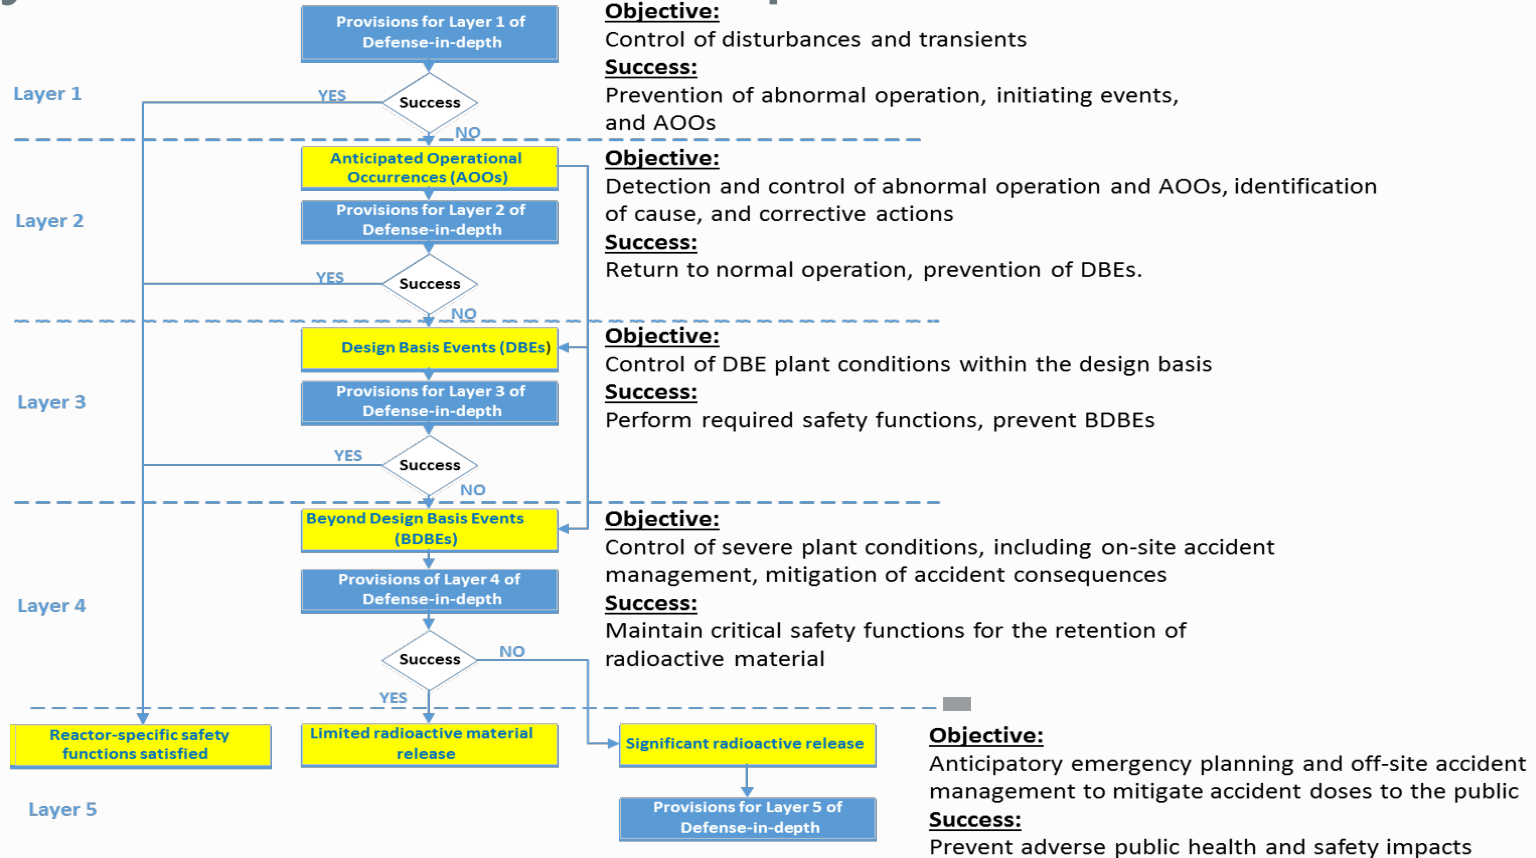 Provisions for Layer 1 of
Defense-in-depth
Layer 1
YES
Success
NO
Objective:
Control of disturbances and transients
Success:
Prevention of abnormal operation, initiating events,
and AOOs
Anticipated Operational
Occurrences (AOOs)
Provisions for Layer 2 of
Defense-in-depth
Layer 2
YES
Success
NO
Objective:
Detection and control of abnormal operation and AOOs, identification
of cause, and corrective actions
Success:
Return to normal operation, prevention of DBEs.
Design Basis Events (DBEs)
Provisions for Layer 3 of
Defense-in-depth
Layer 3
YES
Success
NO
Objective:
Control of DBE plant conditions within the design basis
Success:
Perform required safety functions, prevent BDBEs
Beyond Design Basis Events
(BDBEs)
Provisions of Layer 4 of
Defense-in-depth
Layer 4
Success
NO
YES
Objective:
Control of severe plant conditions, including on-site accident
management, mitigation of accident consequences
Success:
Maintain critical safety functions for the retention of
radioactive material
Reactor-specific safety
functions satisfied
Limited radioactive material
release
Significant radioactive release
Layer 5
Provisions for Layer 5 of
Defense-in-depth
Objective:
Anticipatory emergency planning and off-site accident
management to mitigate accident doses to the public
Success:
Prevent adverse public health and safety impacts